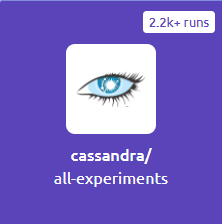 2.2k+ runs
cassandra/
all-experiments